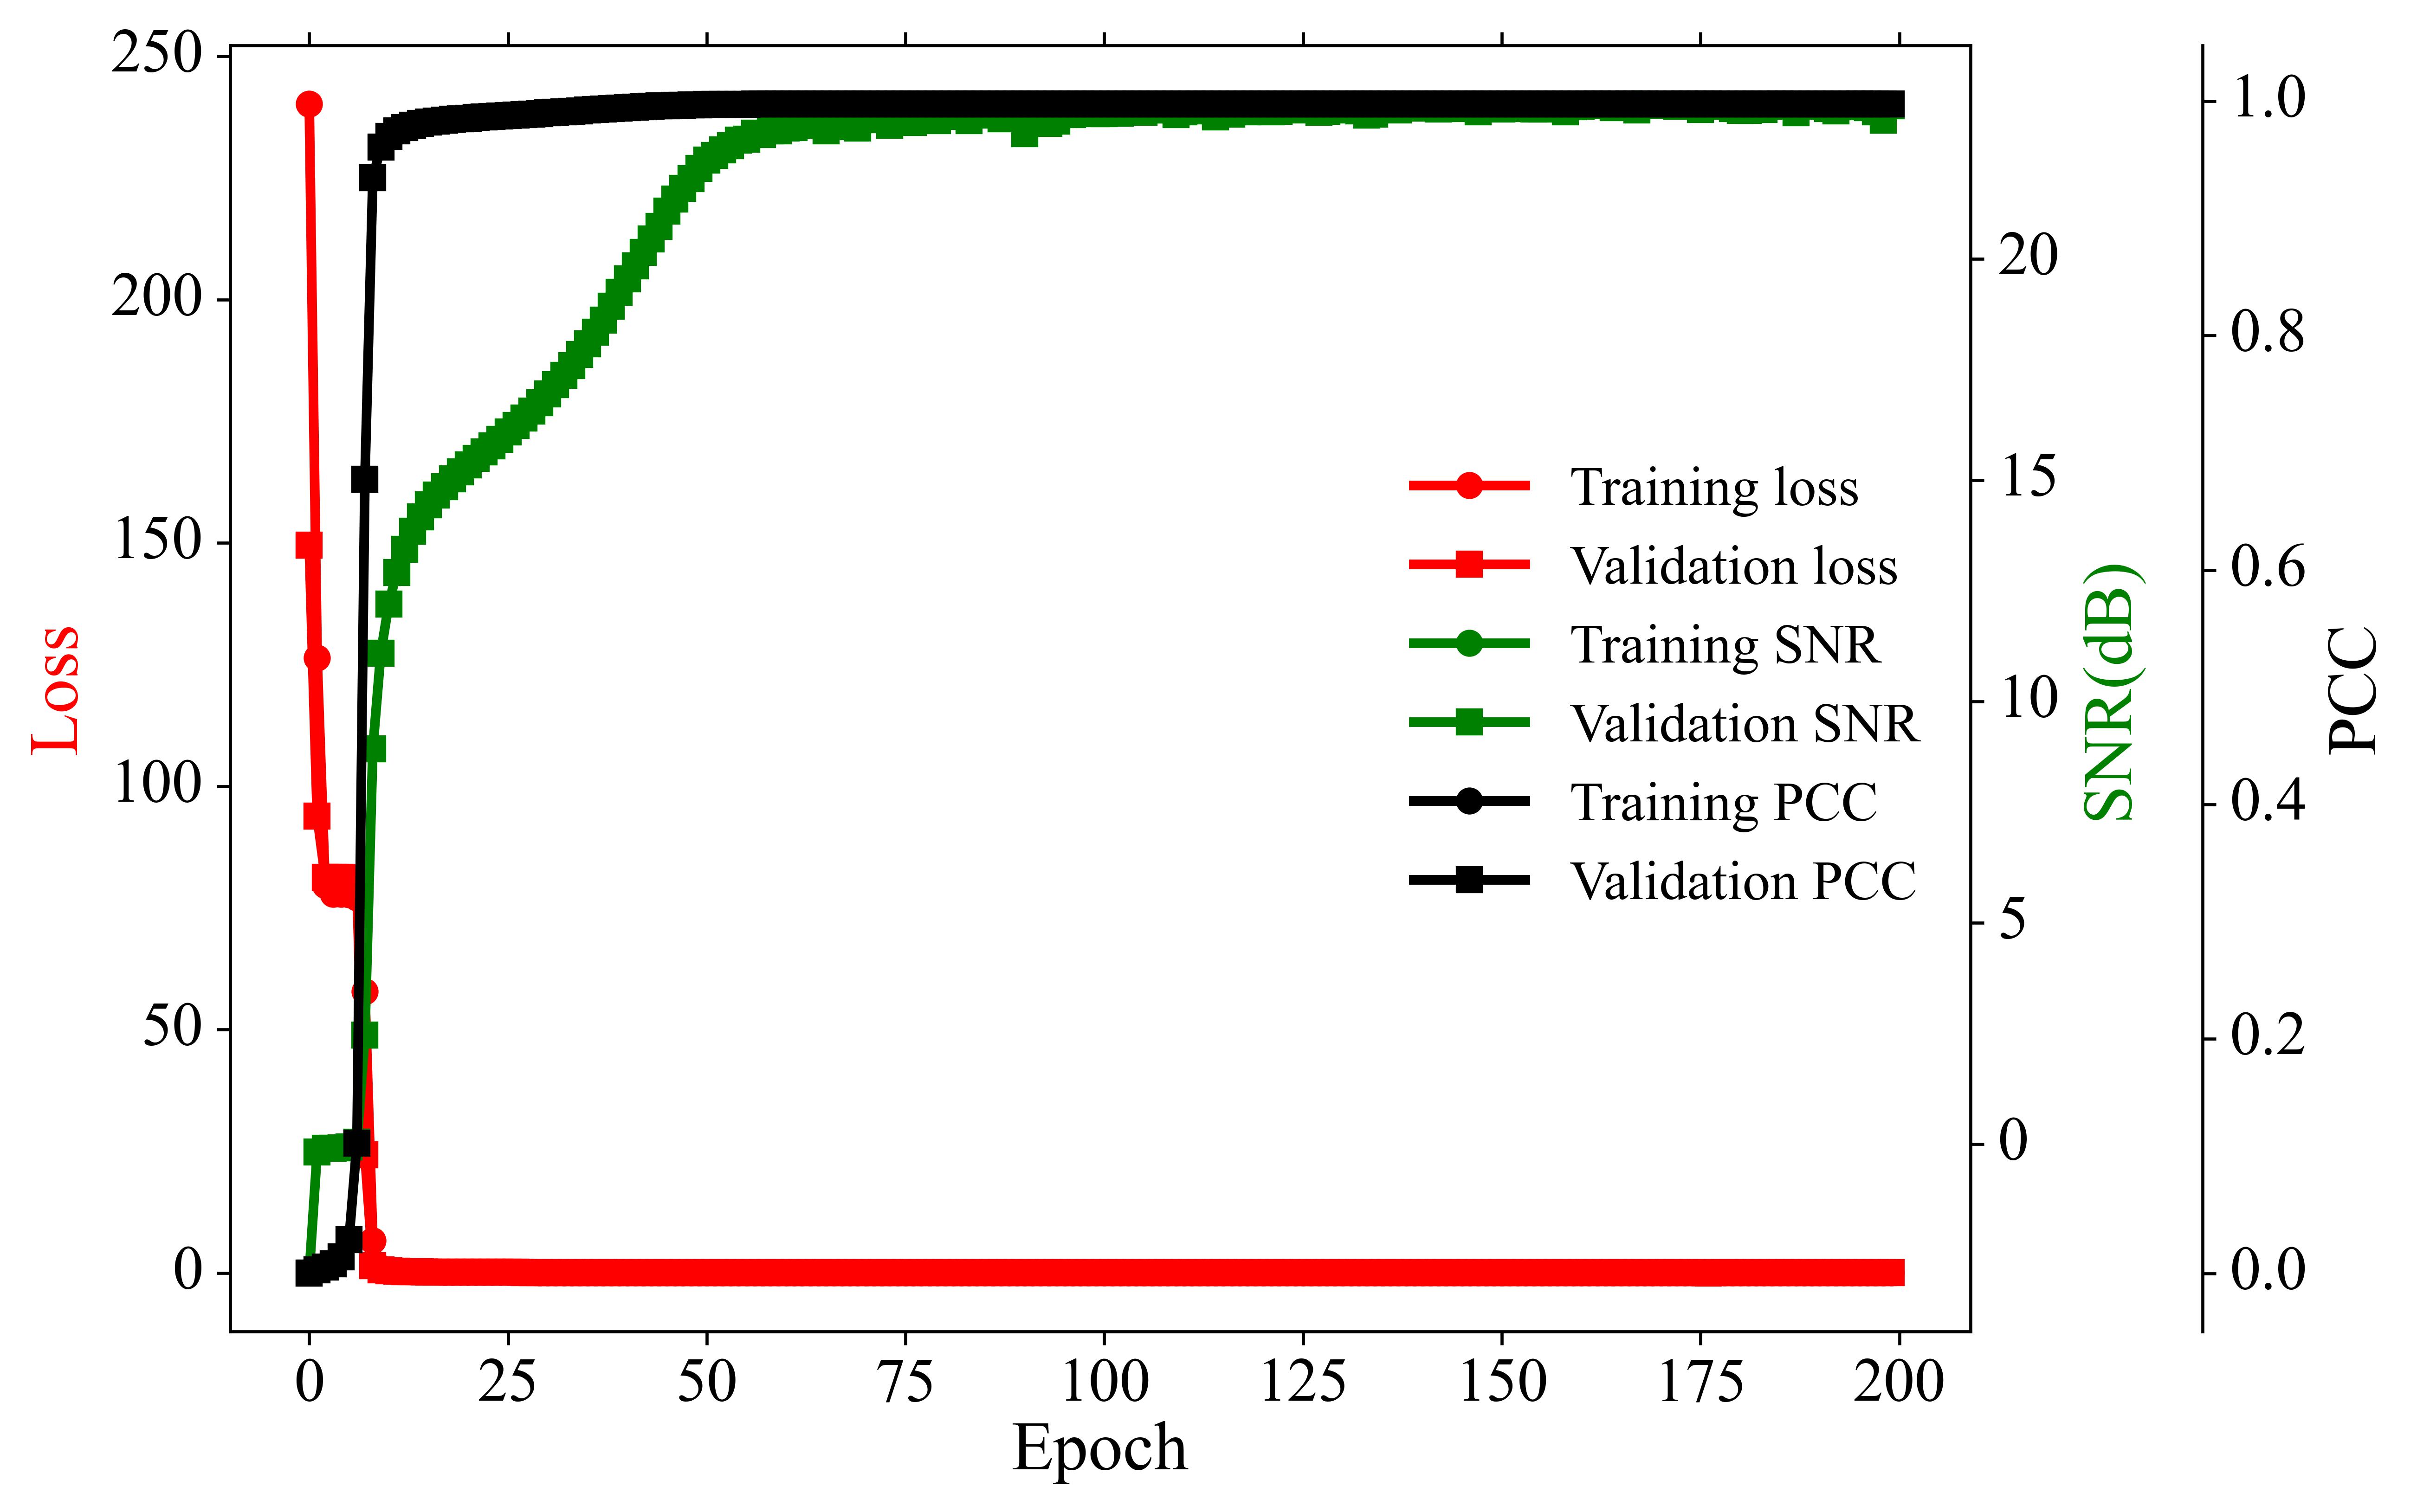 250
200
150
100
50
0
Loss
0 25 50 75 100 125 150 175 200
Epoch
Training loss
Validation loss
Training SNR
Validation SNR
Training PCC
Validation PCC
20
15
10
5
0
SNR(dB)
1.0
0.8
0.6
0.4
0.2
0.0
PCC